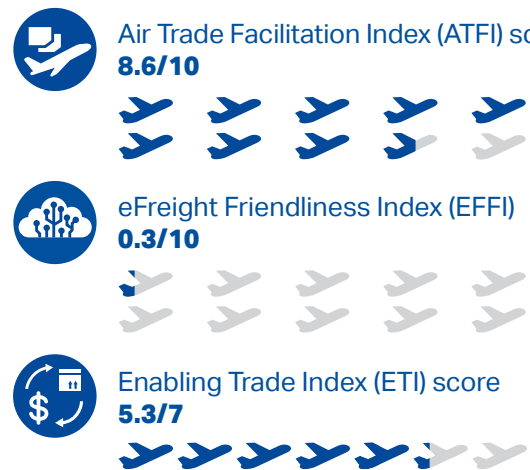 Air Trade Facilitation Index (ATFI)
8.6/10
eFreight Friendliness Index (EFFI)
0.3/10
$
Enabling Trade Index (ETI) score
5.3/7